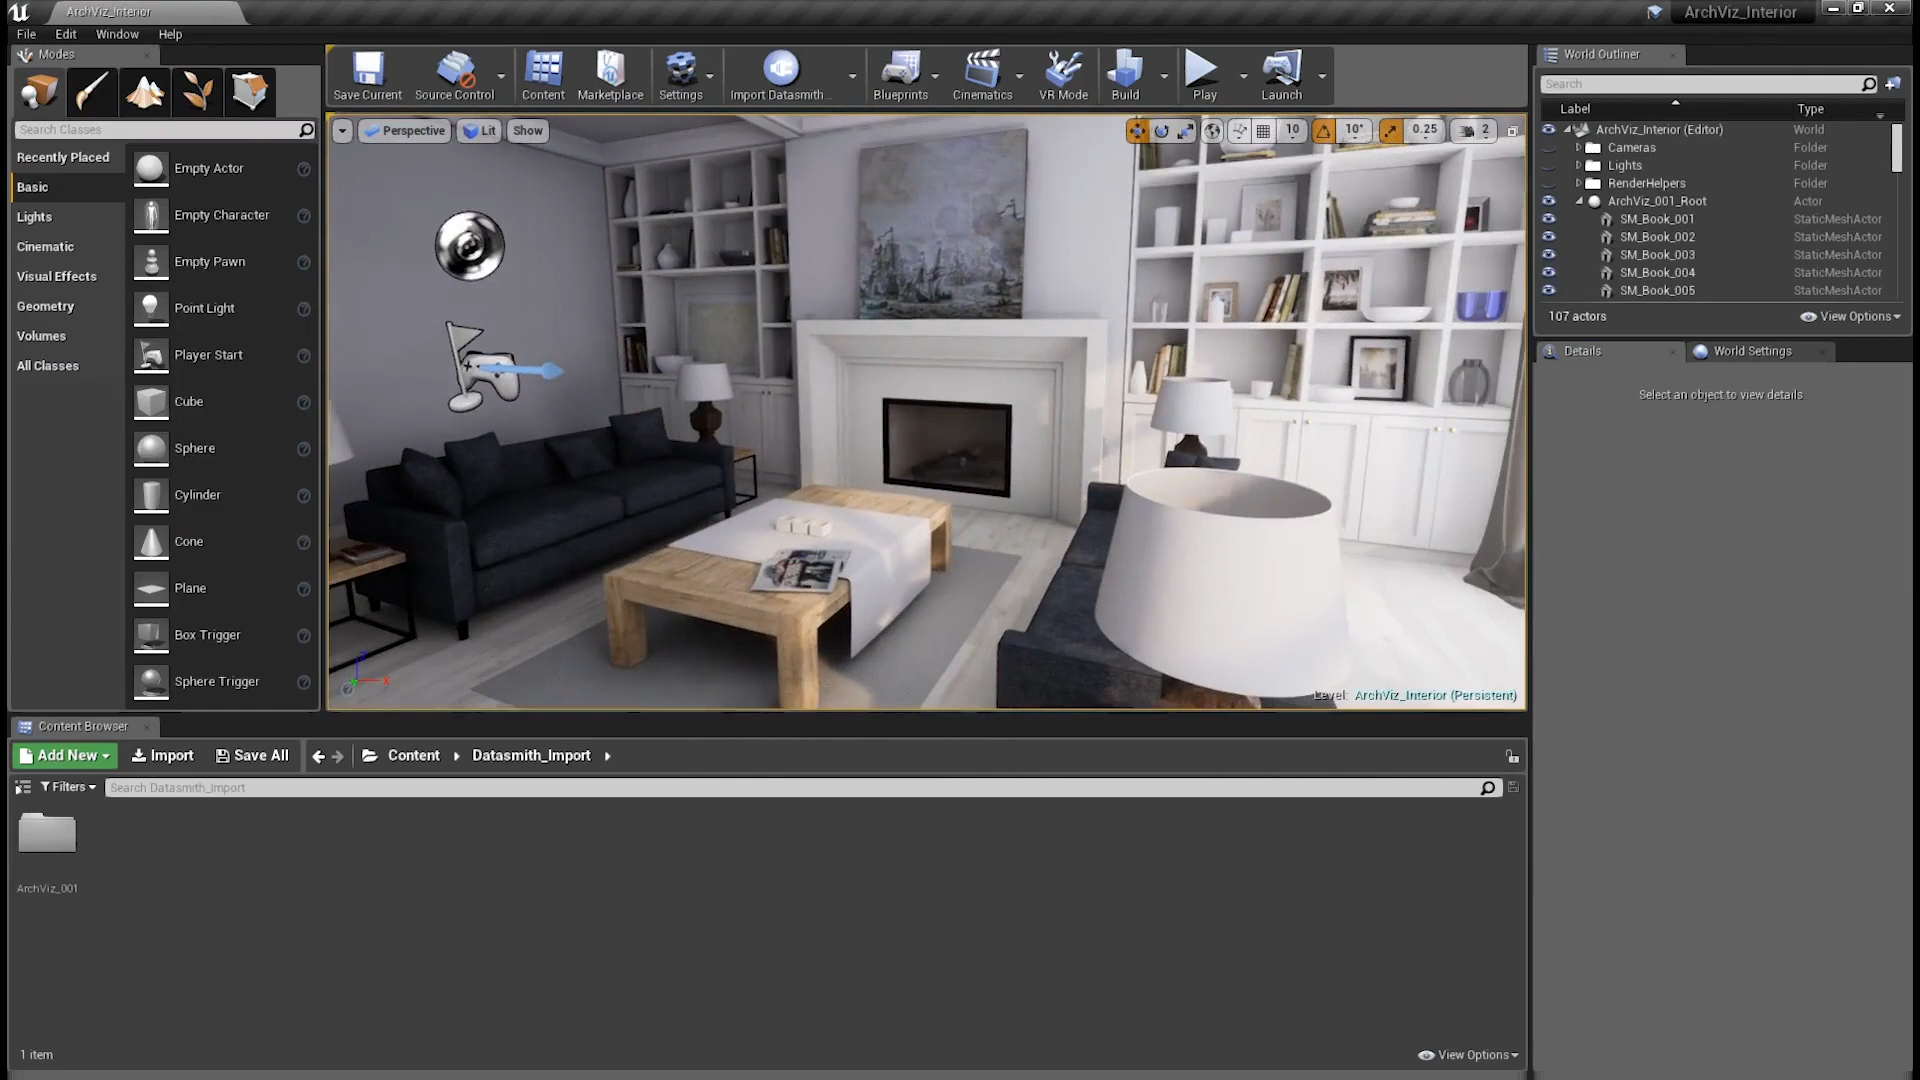 ArchViz_Interior
ArchViz_Interior
File Edit Window Help
Modes
Search Classes
Recently Placed
Basic
Lights
Cinematic
Visual Effects
Geometry
Volumes
All Classes
Empty Actor
Empty Character
Empty Pawn
Point Light
Player Start
Cube
Sphere
Cylinder
Cone
Plane
Box Trigger
Sphere Trigger
Save Current
Source Control
Content
Marketplace
Settings
Import Datasmith...
Blueprints
Cinematics
VR Mode
Build
Play
Launch
Perspective Lit Show
10 10° 0.25 2
Level: ArchViz_Interior (Persistent)
World Outliner
Search
Label Type
ArchViz_Interior (Editor) World
Cameras Folder
Lights Folder
RenderHelpers Folder
ArchViz_001_Root Actor
SM_Book_001 StaticMeshActor
SM_Book_002 StaticMeshActor
SM_Book_003 StaticMeshActor
SM_Book_004 StaticMeshActor
SM_Book_005 StaticMeshActor
107 actors View Options
Details World Settings
Select an object to view details
Content Browser
Add New Import Save All Content Datasmith_Import
Filters Search Datasmith_Import
ArchViz_001
1 item View Options